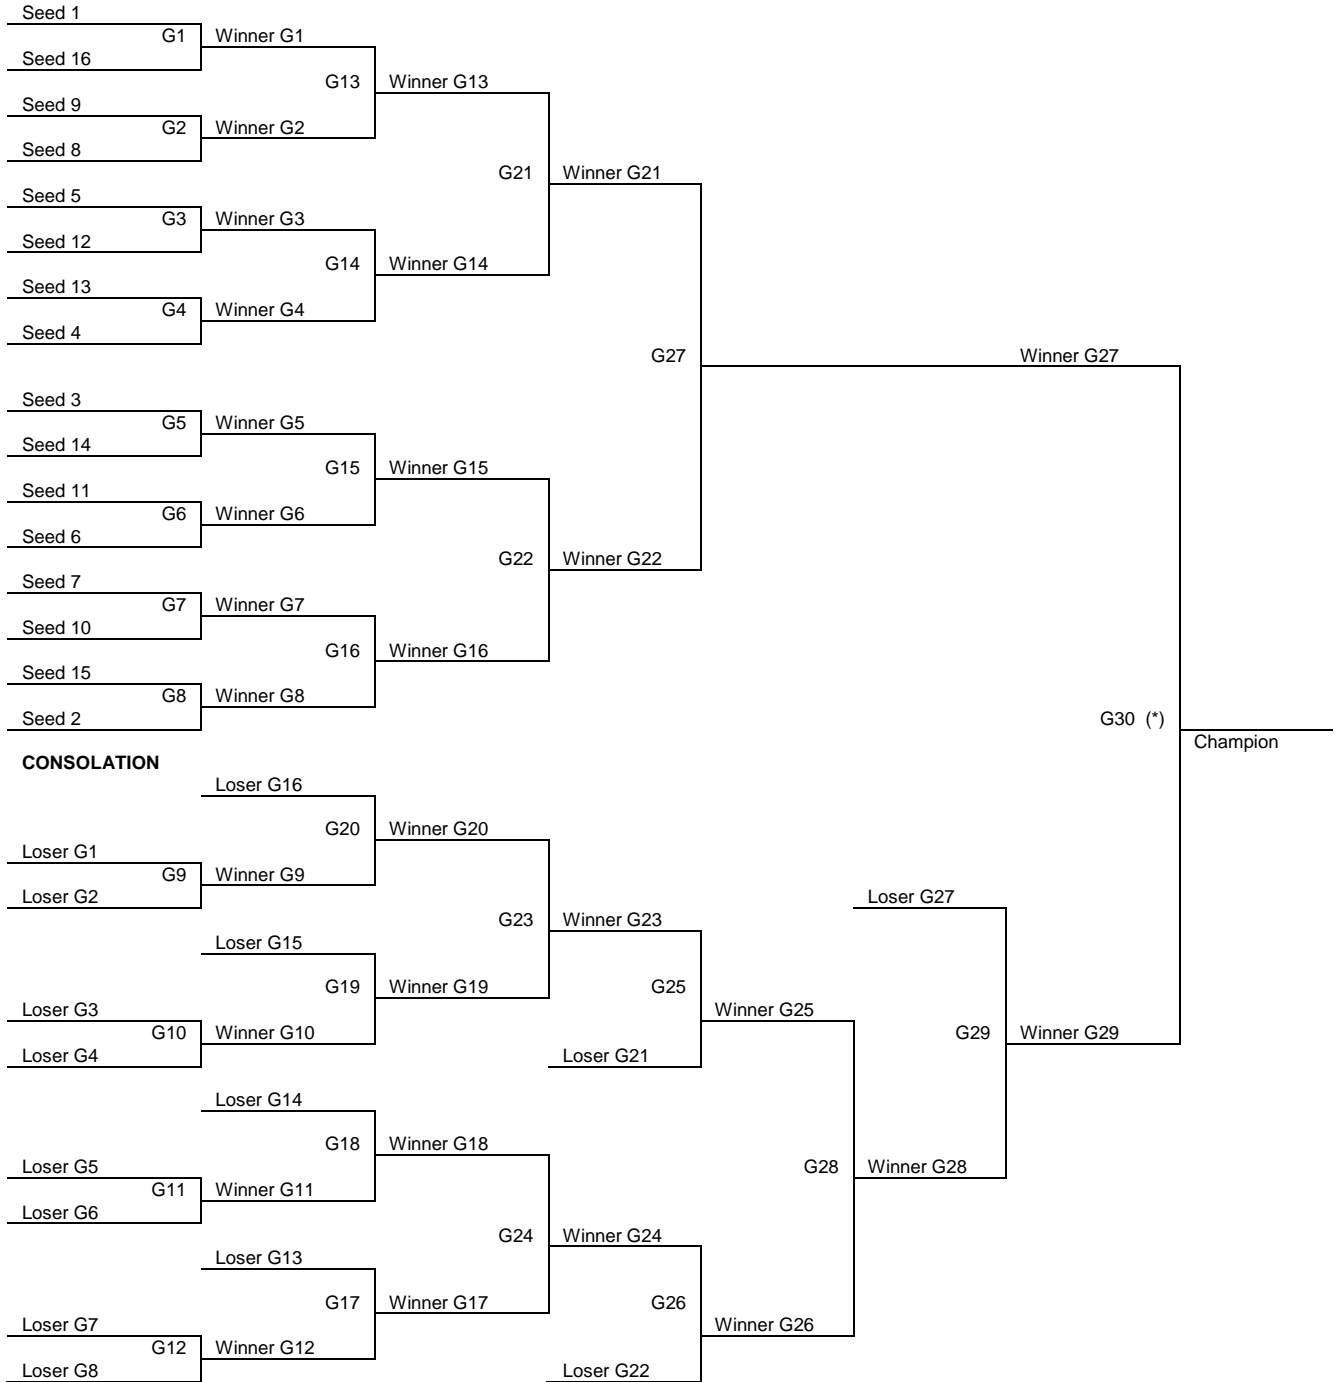 Seed 1
G1 Winner G1
Seed 16
G13 Winner G13
Seed 9
G2 Winner G2
Seed 8
G21 Winner G21
Seed 5
G3 Winner G3
Seed 12
G14 Winner G14
Seed 13
G4 Winner G4
Seed 4
G27 Winner G27
Seed 3
G5 Winner G5
Seed 14
G15 Winner G15
Seed 11
G6 Winner G6
Seed 6
G22 Winner G22
Seed 7
G7 Winner G7
Seed 10
G16 Winner G16
Seed 15
G8 Winner G8
Seed 2
G30 (*)
Champion
CONSOLATION
Loser G16
G20 Winner G20
Loser G1
G9 Winner G9
Loser G2
Loser G27
G23 Winner G23
Loser G15
G19 Winner G19
G25
Loser G3
Winner G25
G10 Winner G10
G29 Winner G29
Loser G4
Loser G21
Loser G14
G18 Winner G18
Loser G5
G28 Winner G28
G11 Winner G11
Loser G6
G24 Winner G24
Loser G13
G17 Winner G17
G26
Loser G7
Winner G26
G12 Winner G12
Loser G8
Loser G22